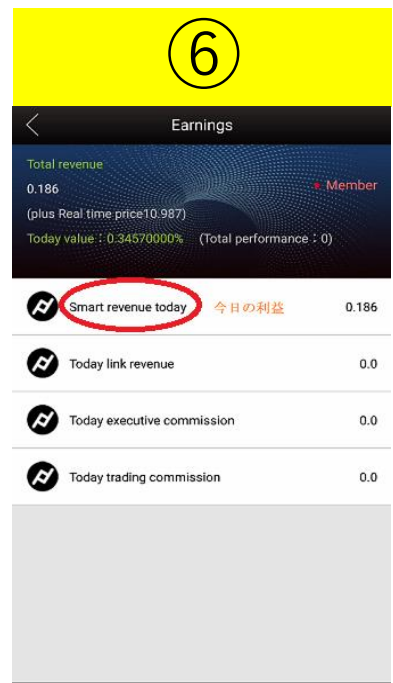 ⑥
Earnings
Total revenue
0.186
Member
(plus Real time price10.987)
Today value：0.34570000% (Total performance：0)
Smart revenue today 今日の利益 0.186
Today link revenue 0.0
Today executive commission 0.0
Today trading commission 0.0